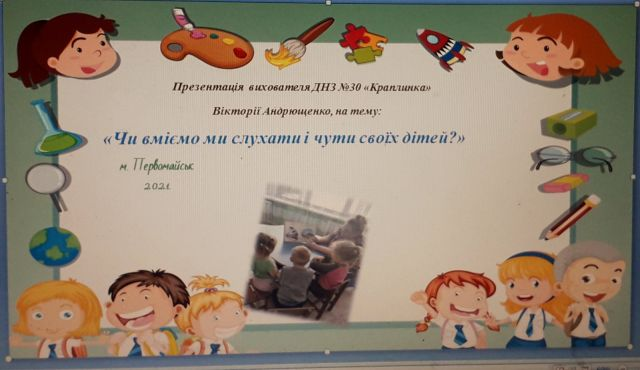 Презентація вихователя ДНЗ №30 «Краплинка»
Вікторії Андрющенко, на тему:
«Чи вміємо ми слухати і чути своїх дітей?»
м. Первомайськ
2021